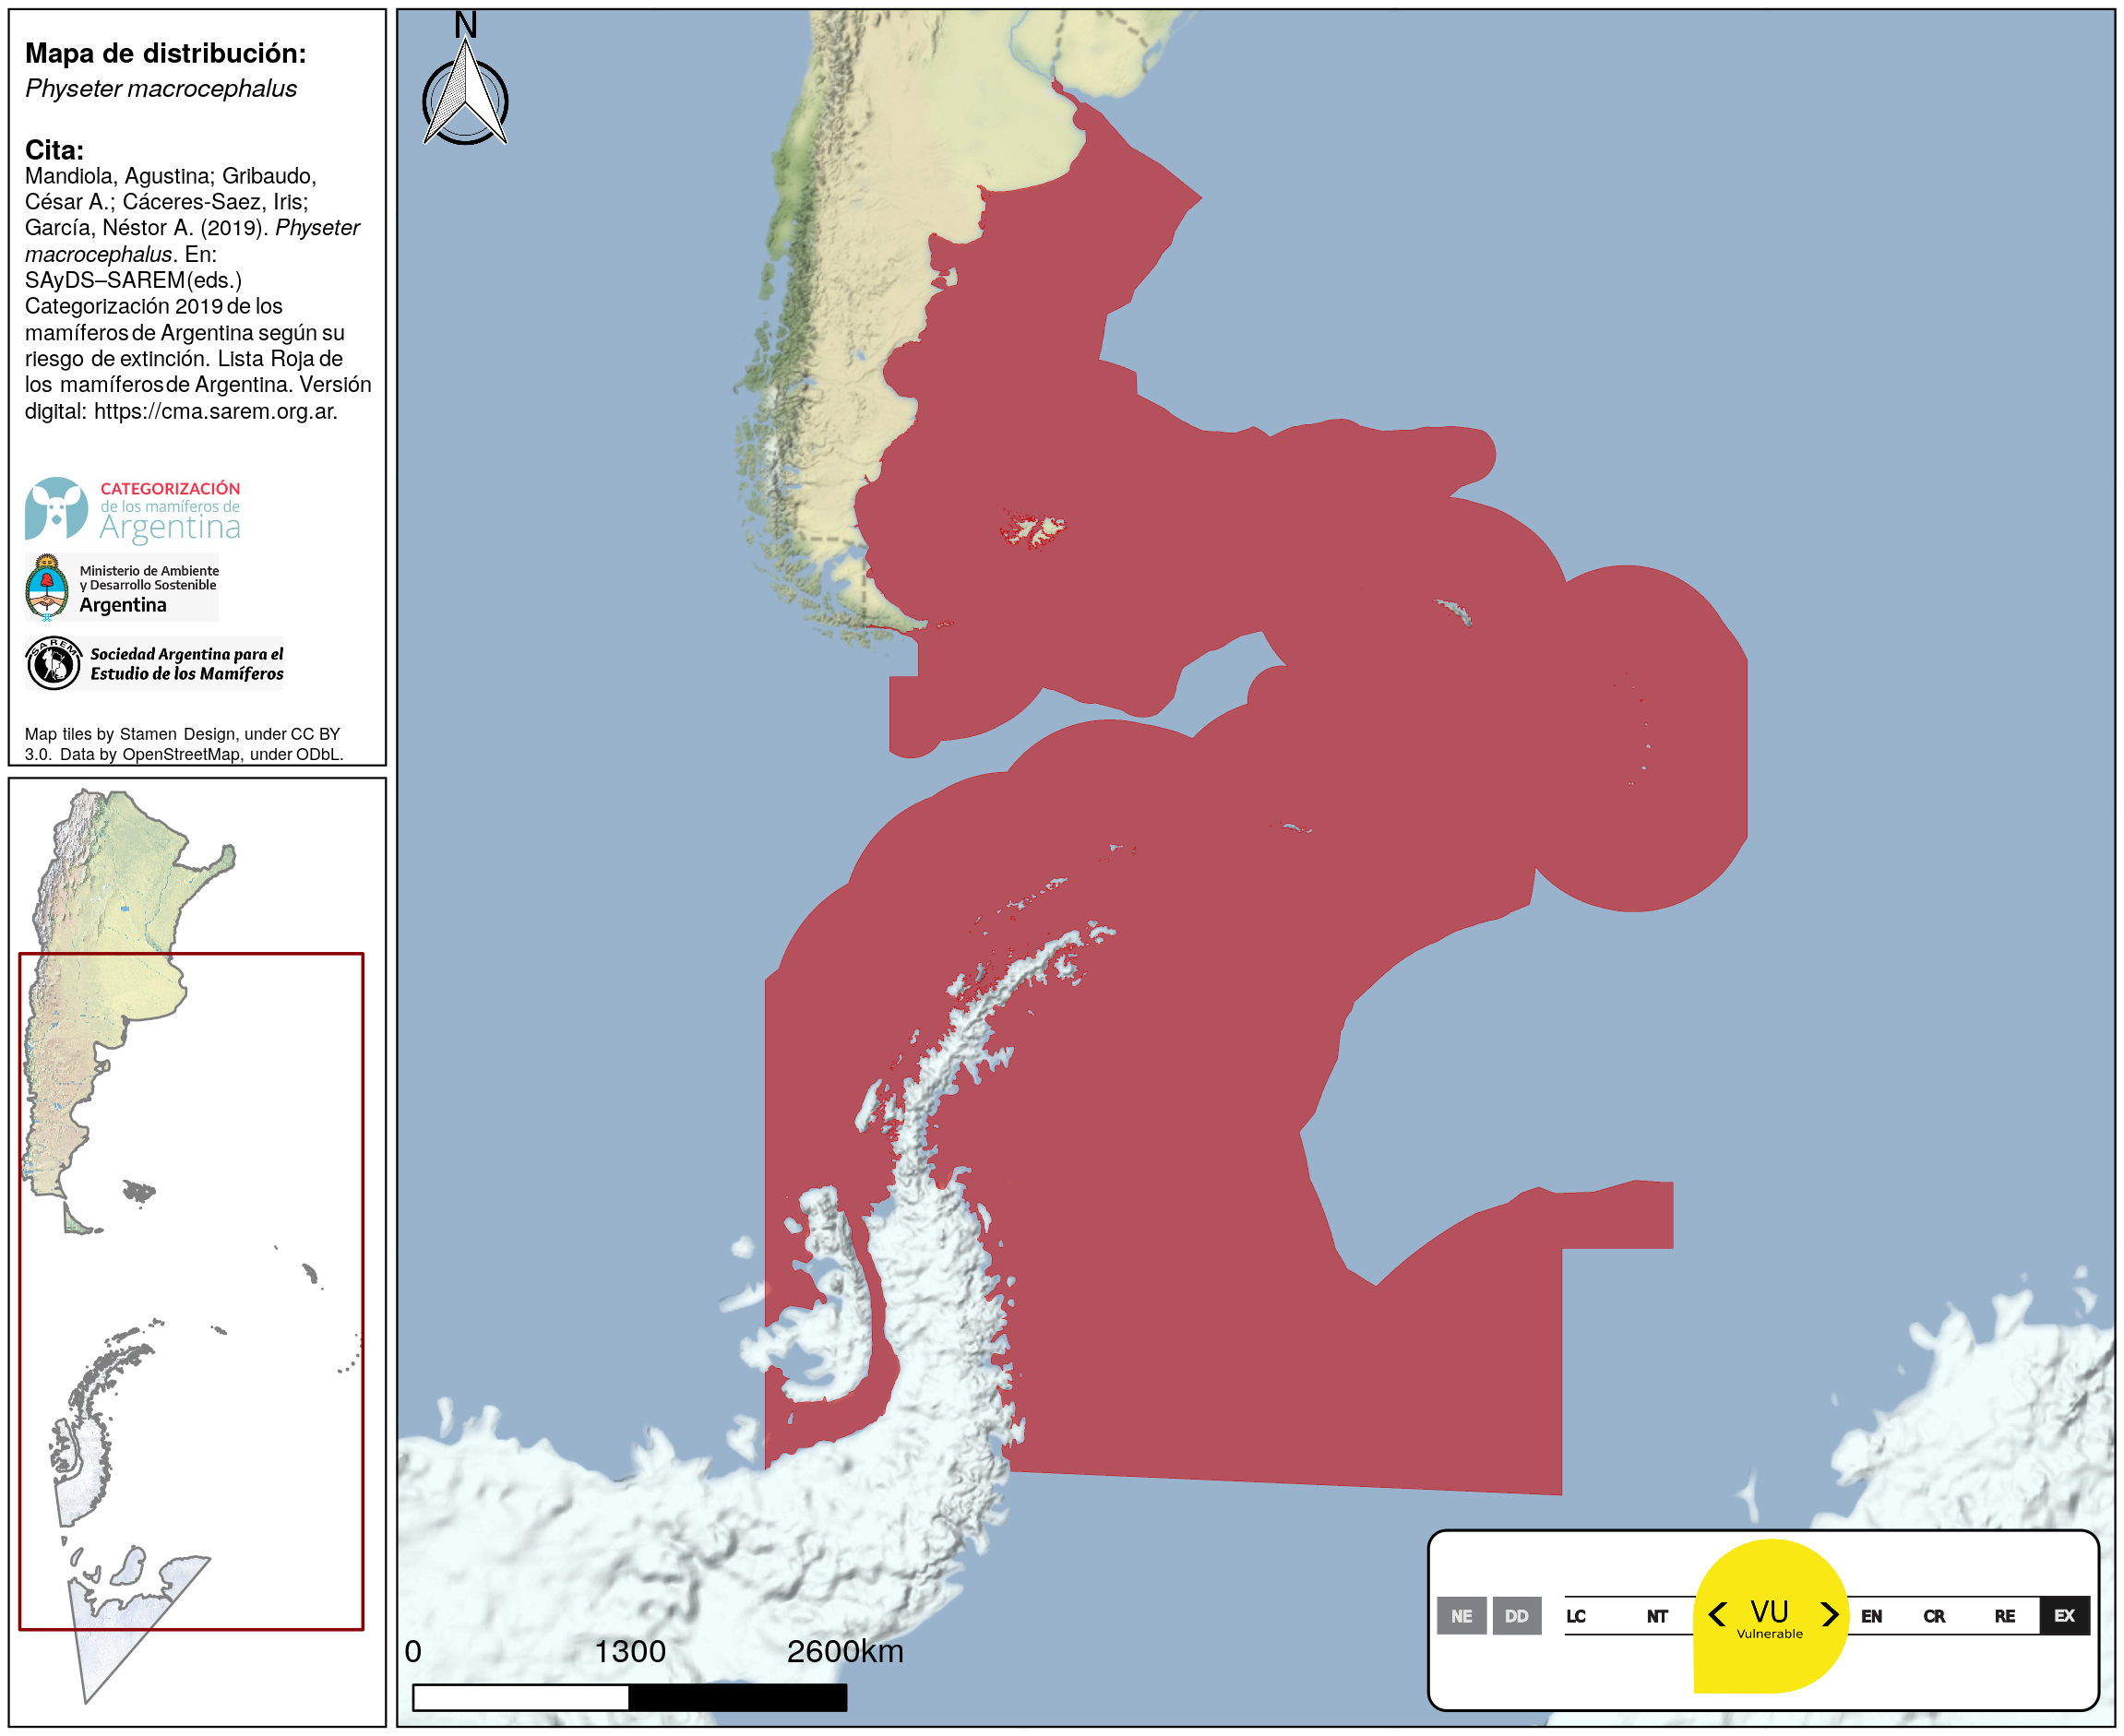 Mapa de distribución:
Physeter macrocephalus
Cita:
Mandiola, Agustina; Gribaudo,
César A.; Cáceres-Saez, Iris;
García, Néstor A. (2019). Physeter
macrocephalus. En:
SAyDS–SAREM(eds.)
Categorización 2019 de los
mamíferos de Argentina según su
riesgo de extinción. Lista Roja de
los mamíferos de Argentina. Versión
digital: https://cma.sarem.org.ar.
CATEGORIZACIÓN
de los mamíferos de
Argentina
Ministerio de Ambiente
y Desarrollo Sostenible
Argentina
SAREM
Sociedad Argentina para el
Estudio de los Mamíferos
Map tiles by Stamen Design, under CC BY
3.0. Data by OpenStreetMap, under ODbL.
N
0 1300 2600km
NE DD LC NT < VU > EN CR RE EX
Vulnerable